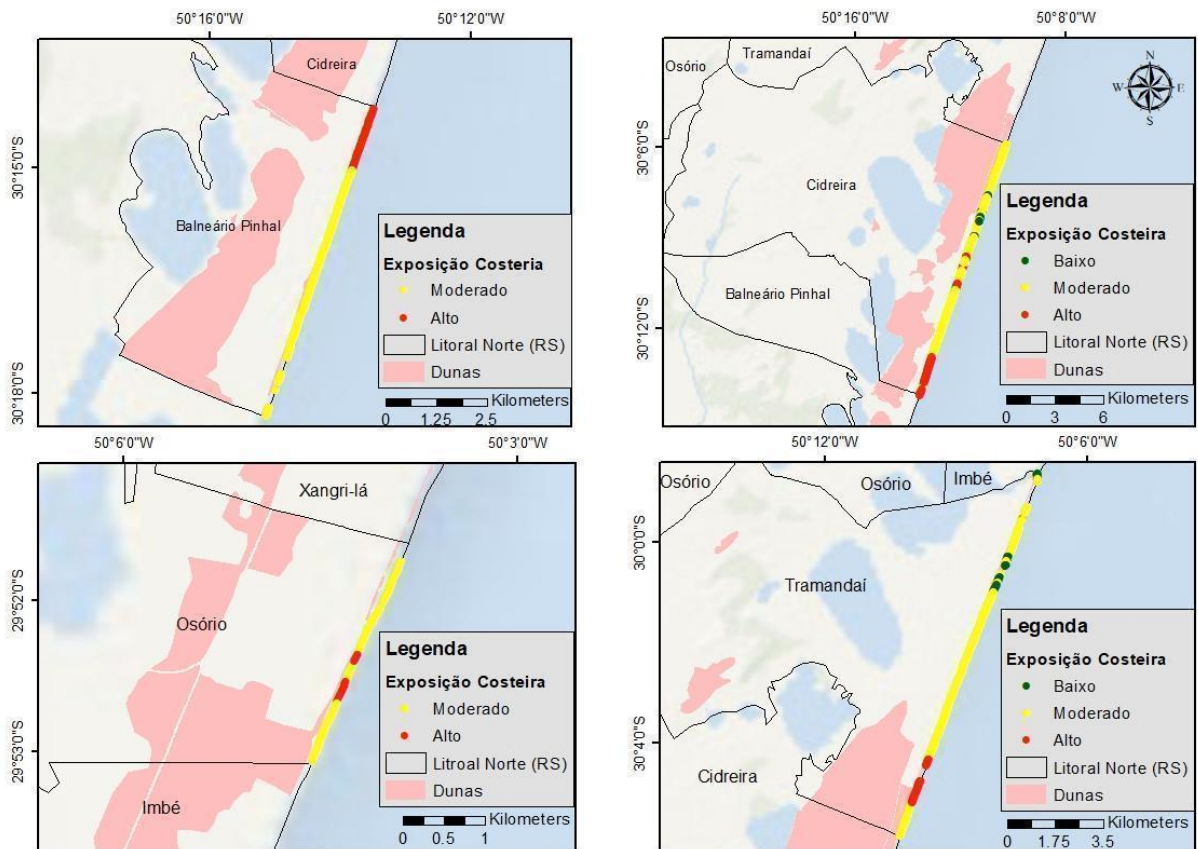 50°16'0"W
50°12'0"W
30°15'0"S
30°18'0"S
Cidreira
Balneário Pinhal
Legenda
Exposição Costeria
Moderado
Alto
Litoral Norte (RS)
Dunas
Kilometers
0 1.25 2.5
50°16'0"W
50°8'0"W
30°6'0"S
30°12'0"S
Osório
Tramandaí
N
W E
S
Cidreira
Balneário Pinhal
Legenda
Exposição Costeira
Baixo
Moderado
Alto
Litoral Norte (RS)
Dunas
Kilometers
0 3 6
50°6'0"W
50°3'0"W
29°52'0"S
29°53'0"S
Xangri-lá
Osório
Imbé
Legenda
Exposição Costeira
Moderado
Alto
Litroal Norte (RS)
Dunas
Kilometers
0 0.5 1
50°12'0"W
50°6'0"W
30°0'0"S
30°4'0"S
Osório
Osório
Imbé
Tramandaí
Cidreira
Legenda
Exposição Costeira
Baixo
Moderado
Alto
Litoral Norte (RS)
Dunas
Kilometers
0 1.75 3.5